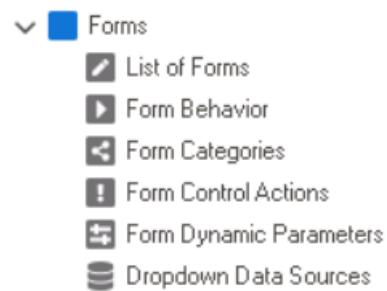 Forms
List of Forms
Form Behavior
Form Categories
Form Control Actions
Form Dynamic Parameters
Dropdown Data Sources